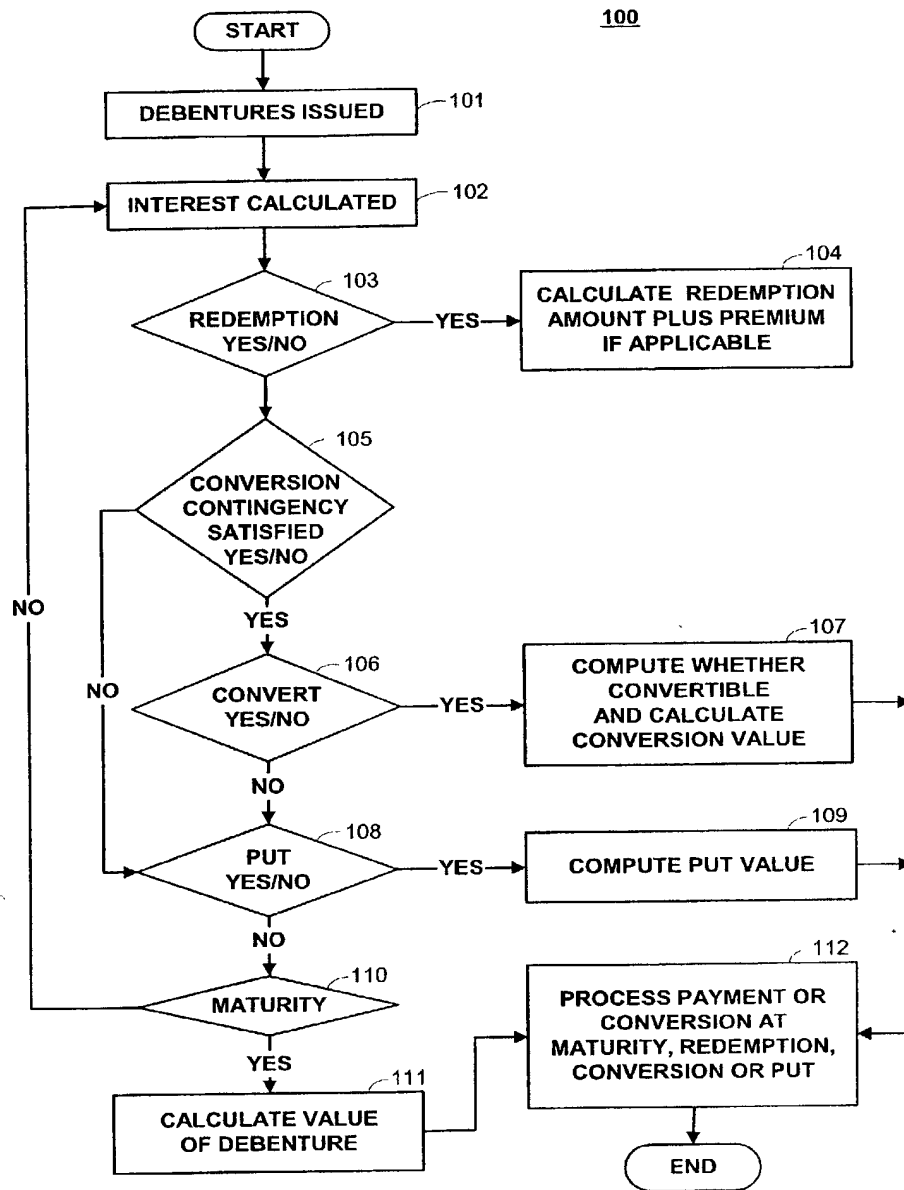 100
START
101
DEBENTURES ISSUED
102
INTEREST CALCULATED
103
REDEMPTION
YES/NO
YES
104
CALCULATE REDEMPTION
AMOUNT PLUS PREMIUM
IF APPLICABLE
105
CONVERSION
CONTINGENCY
SATISFIED
YES/NO
NO
YES
NO
106
CONVERT
YES/NO
YES
107
COMPUTE WHETHER
CONVERTIBLE
AND CALCULATE
CONVERSION VALUE
NO
108
PUT
YES/NO
YES
109
COMPUTE PUT VALUE
NO
110
MATURITY
YES
111
CALCULATE VALUE
OF DEBENTURE
112
PROCESS PAYMENT OR
CONVERSION AT
MATURITY, REDEMPTION,
CONVERSION OR PUT
END